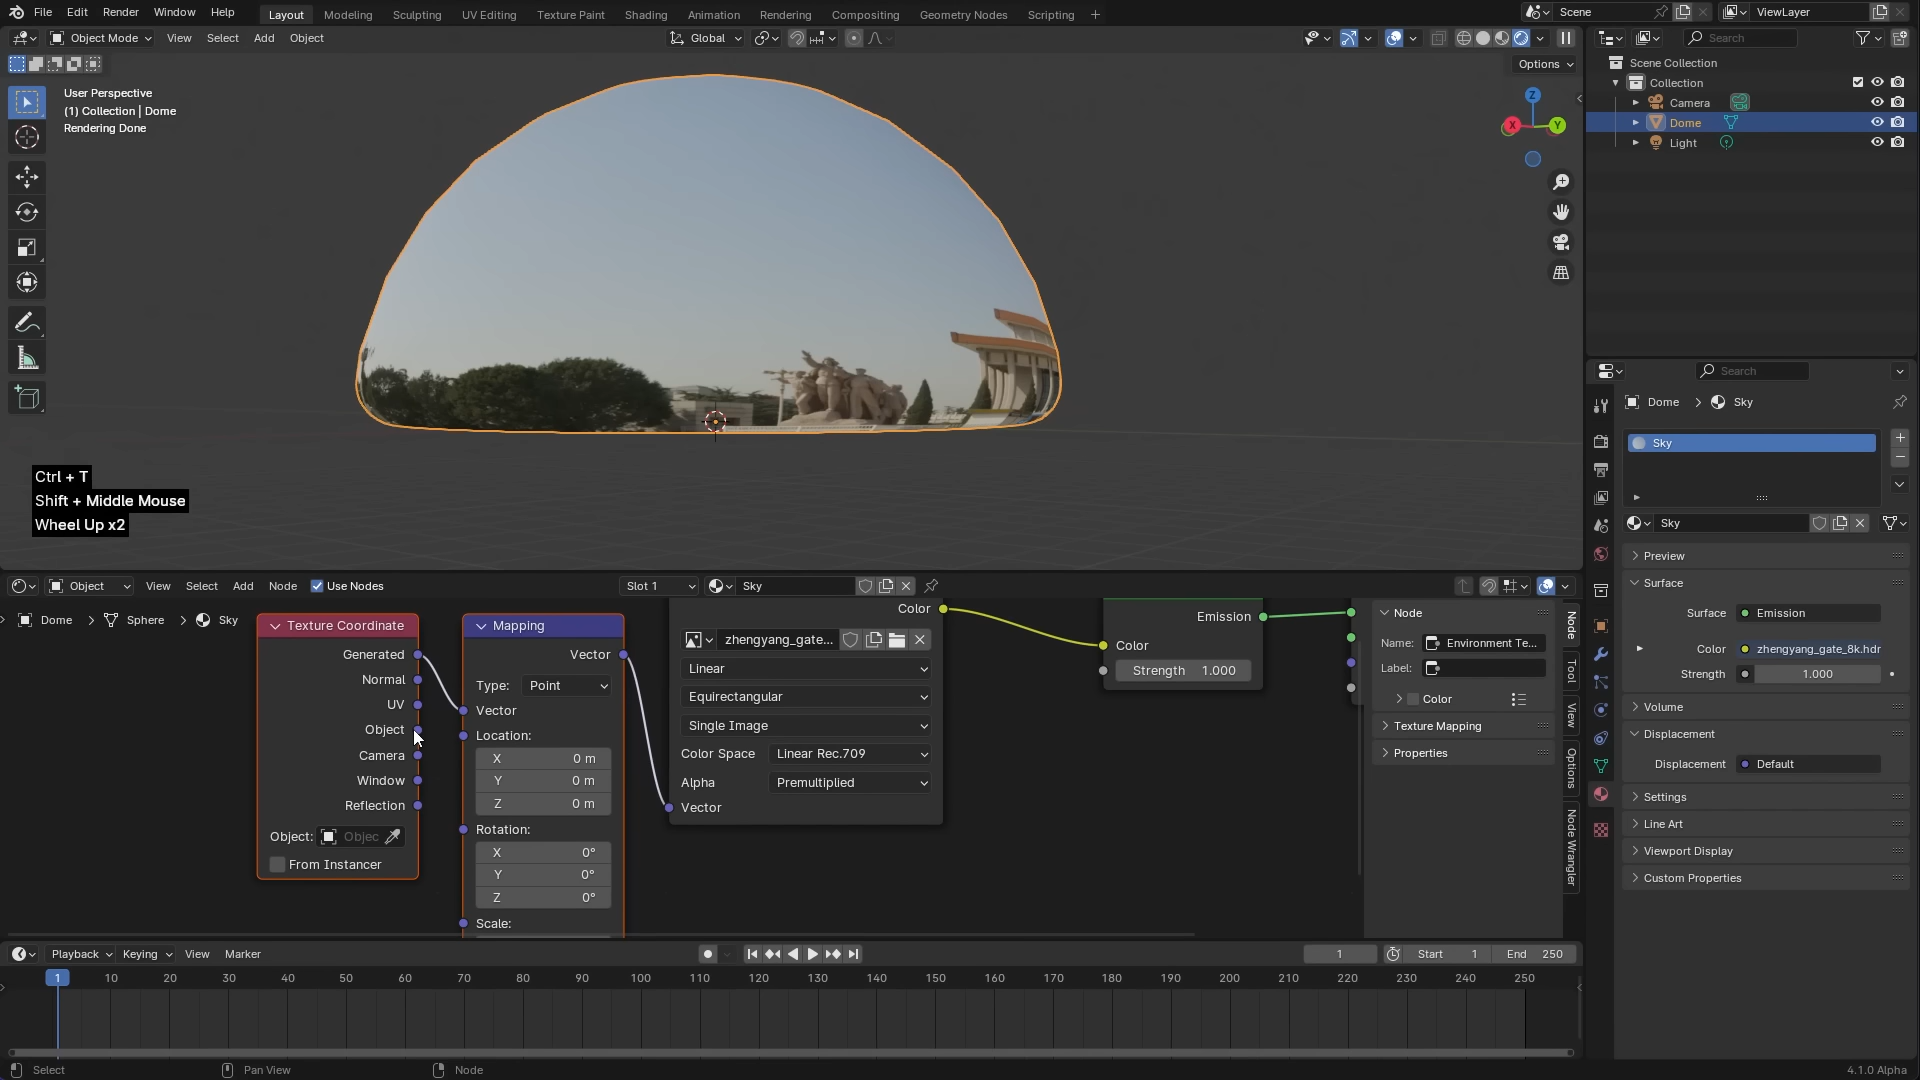 File Edit Render Window Help Layout Modeling Sculpting UV Editing Texture Paint Shading Animation Rendering Compositing Geometry Nodes Scripting + Scene ViewLayer
Object Mode View Select Add Object Global Search
Options
User Perspective
(1) Collection | Dome
Rendering Done
Z
X
Y
Scene Collection
Collection
Camera
Dome
Light
Ctrl + T
Shift + Middle Mouse
Wheel Up x2
Search
Dome > Sky
Sky
Sky
Preview
Surface
Surface Emission
Color zhengyang_gate_8k.hdr
Strength 1.000
Volume
Displacement
Displacement Default
Settings
Line Art
Viewport Display
Custom Properties
Object View Select Add Node Use Nodes Slot 1 Sky
Dome > Sphere > Sky
Texture Coordinate
Generated
Normal
UV
Object
Camera
Window
Reflection
Object: Objec
From Instancer
Mapping
Vector
Type: Point
Vector
Location:
X 0 m
Y 0 m
Z 0 m
Rotation:
X 0°
Y 0°
Z 0°
Scale:
Color
zhengyang_gate...
Linear
Equirectangular
Single Image
Color Space Linear Rec.709
Alpha Premultiplied
Vector
Emission
Color
Strength 1.000
Node
Name: Environment Te...
Label:
Color
Texture Mapping
Properties
Node
Tool
View
Options
Node Wrangler
Playback Keying View Marker 1 Start 1 End 250
1 10 20 30 40 50 60 70 80 90 100 110 120 130 140 150 160 170 180 190 200 210 220 230 240 250
Select Pan View Node 4.1.0 Alpha